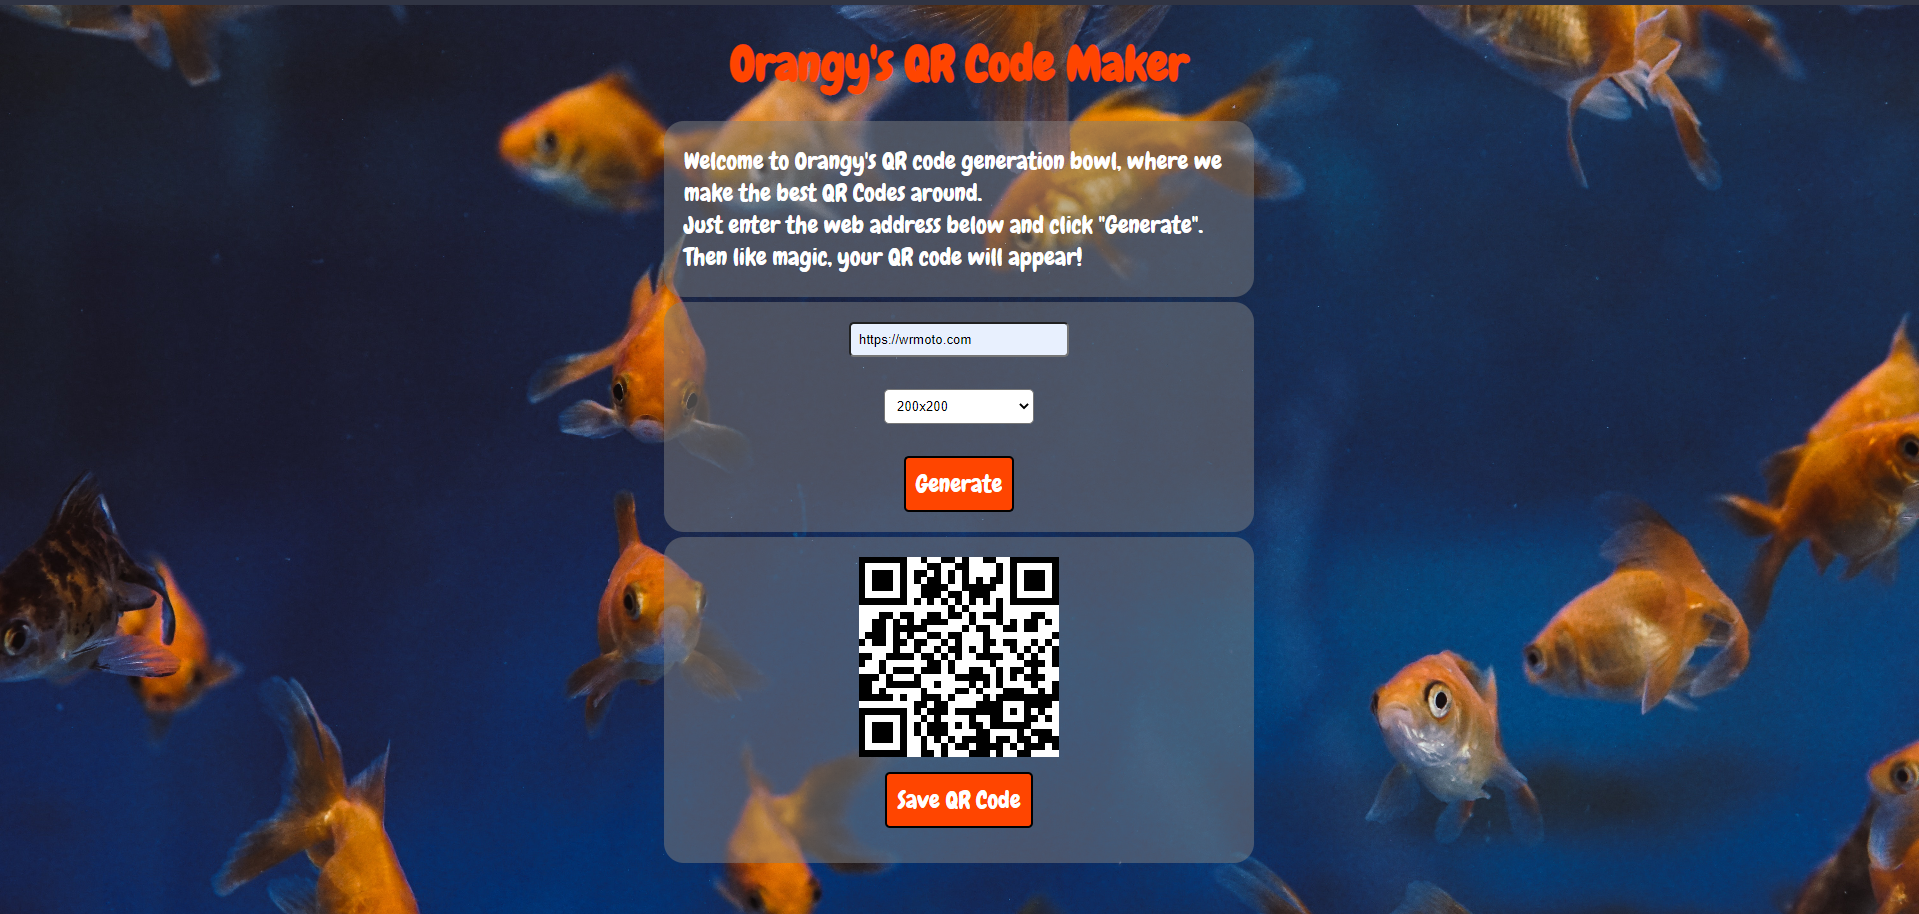 Orangy's QR Code Maker
Welcome to Orangy's QR code generation bowl, where we
make the best QR Codes around.
Just enter the web address below and click "Generate".
Then like magic, your QR code will appear!
https://wrmoto.com
200x200
Generate
Save QR Code